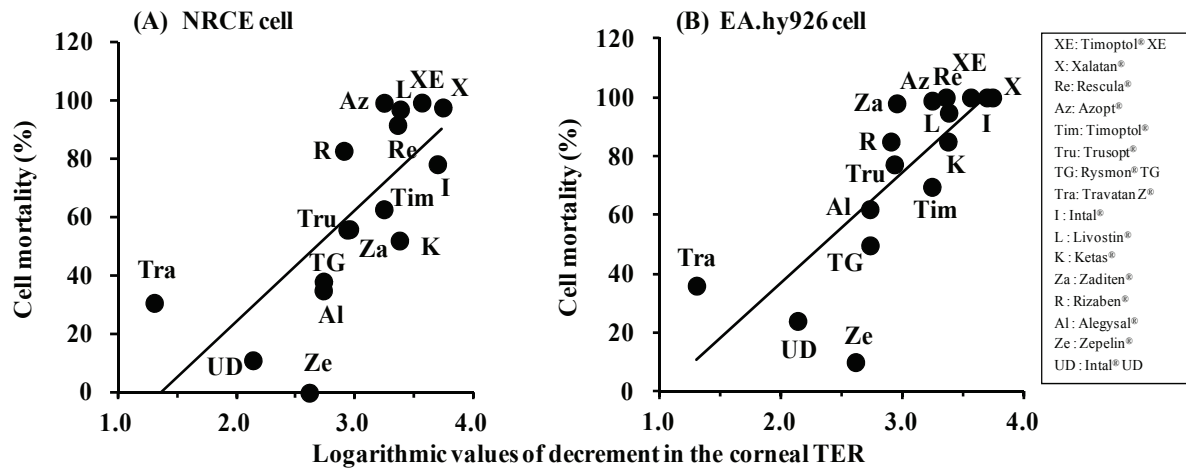 (A) NRCE cell
Cell mortality (%)
120
100
80
60
40
20
0
1.0
2.0
3.0
4.0
Az
L
XE
X
R
Re
I
Tim
Tru
Za
K
TG
Al
Tra
UD
Ze
(B) EA.hy926 cell
Cell mortality (%)
120
100
80
60
40
20
0
1.0
2.0
3.0
4.0
XE
Re
Az
X
Za
L
I
R
K
Tru
Tim
Al
TG
Tra
UD
Ze
Logarithmic values of decrement in the corneal TER
XE: Timoptol® XE
X: Xalatan®
Re: Rescula®
Az: Azopt®
Tim: Timoptol®
Tru: Trusopt®
TG: Rysmon® TG
Tra: Travatan Z®
I : Intal®
L : Livostin®
K : Ketas®
Za : Zaditen®
R : Rizaben®
Al : Alegysal®
Ze : Zepelin®
UD : Intal® UD